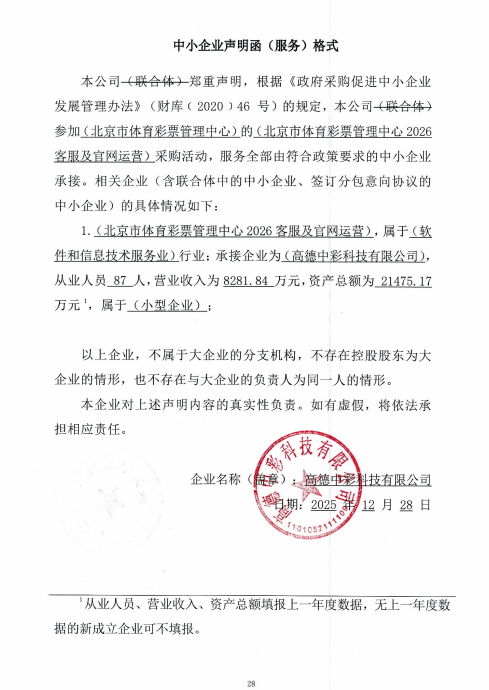 中小企业声明函（服务）格式
本公司（联合体）郑重声明，根据《政府采购促进中小企业
发展管理办法》（财库﹝2020﹞46 号）的规定，本公司（联合体）
参加（北京市体育彩票管理中心）的（北京市体育彩票管理中心 2026
客服及官网运营）采购活动，服务全部由符合政策要求的中小企业
承接。相关企业（含联合体中的中小企业、签订分包意向协议的
中小企业）的具体情况如下：
1.（北京市体育彩票管理中心 2026 客服及官网运营），属于（软
件和信息技术服务业）行业；承接企业为（高德中彩科技有限公司），
从业人员 87 人，营业收入为 8281.84 万元，资产总额为 21475.17
万元¹，属于（小型企业）；
以上企业，不属于大企业的分支机构，不存在控股股东为大
企业的情形，也不存在与大企业的负责人为同一人的情形。
本企业对上述声明内容的真实性负责。如有虚假，将依法承
担相应责任。
企业名称（盖章）：高德中彩科技有限公司
日期：2025 年 12 月 28 日
高德中彩科技有限公司
¹从业人员、营业收入、资产总额填报上一年度数据，无上一年度数
据的新成立企业可不填报。
28